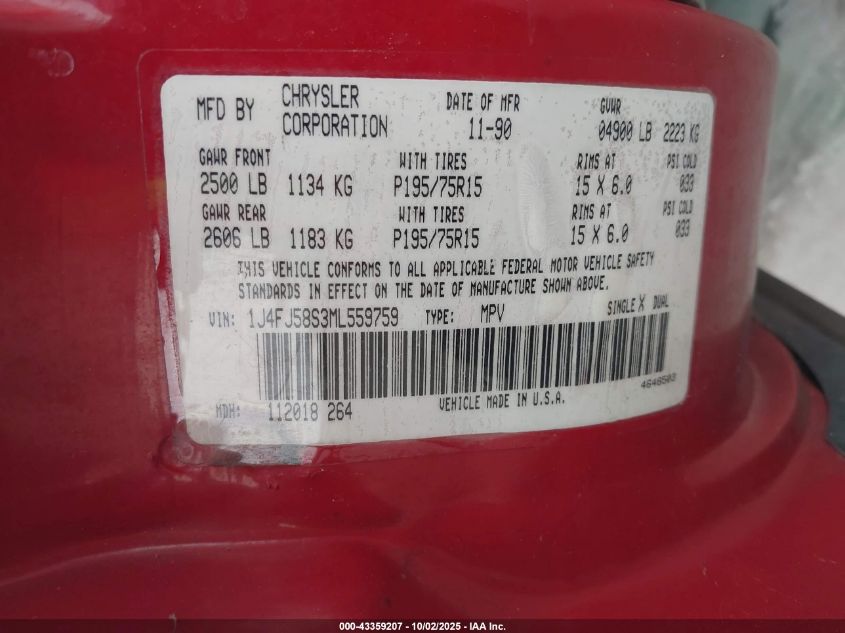 MFD BY CHRYSLER CORPORATION DATE OF MFR 11-90 GVWR 04900 LB 2223 KG
GAWR FRONT WITH TIRES RIMS AT PSI COLD
2500 LB 1134 KG P195/75R15 15 X 6.0 033
GAWR REAR WITH TIRES RIMS AT PSI COLD
2606 LB 1183 KG P195/75R15 15 X 6.0 033
THIS VEHICLE CONFORMS TO ALL APPLICABLE FEDERAL MOTOR VEHICLE SAFETY
STANDARDS IN EFFECT ON THE DATE OF MANUFACTURE SHOWN ABOVE.
VIN: 1J4FJ58S3ML559759 TYPE: MPV SINGLE X DUAL
4648503
MDH: 112018 264 VEHICLE MADE IN U.S.A.
000-43359207 - 10/02/2025 - IAA Inc.